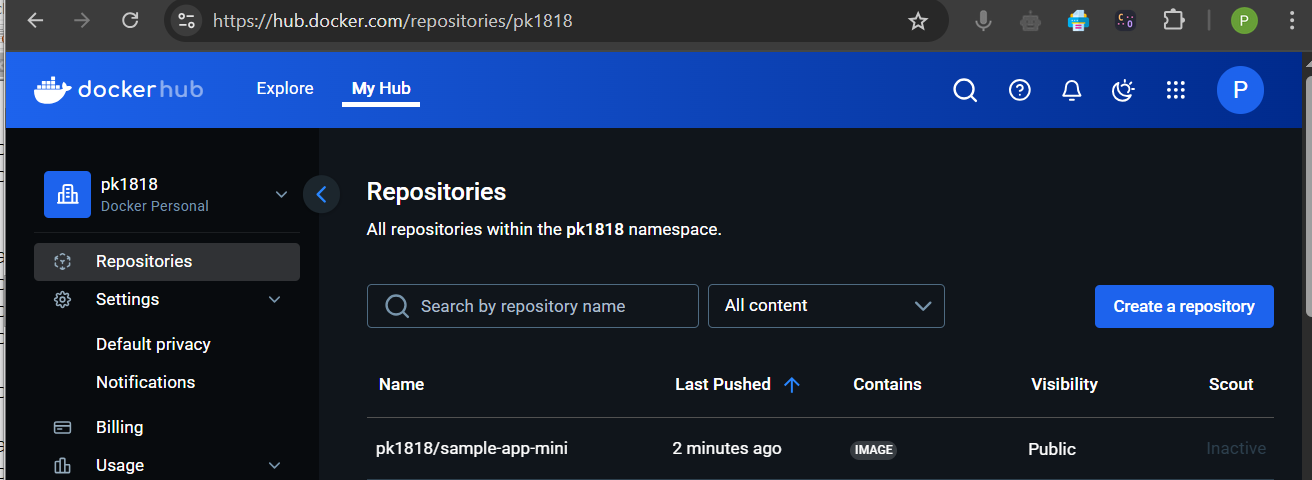 https://hub.docker.com/repositories/pk1818
P
dockerhub
Explore
My Hub
P
pk1818
Docker Personal
Repositories
Settings
Default privacy
Notifications
Billing
Usage
Repositories
All repositories within the pk1818 namespace.
Search by repository name
All content
Create a repository
Name Last Pushed Contains Visibility Scout
pk1818/sample-app-mini 2 minutes ago IMAGE Public Inactive